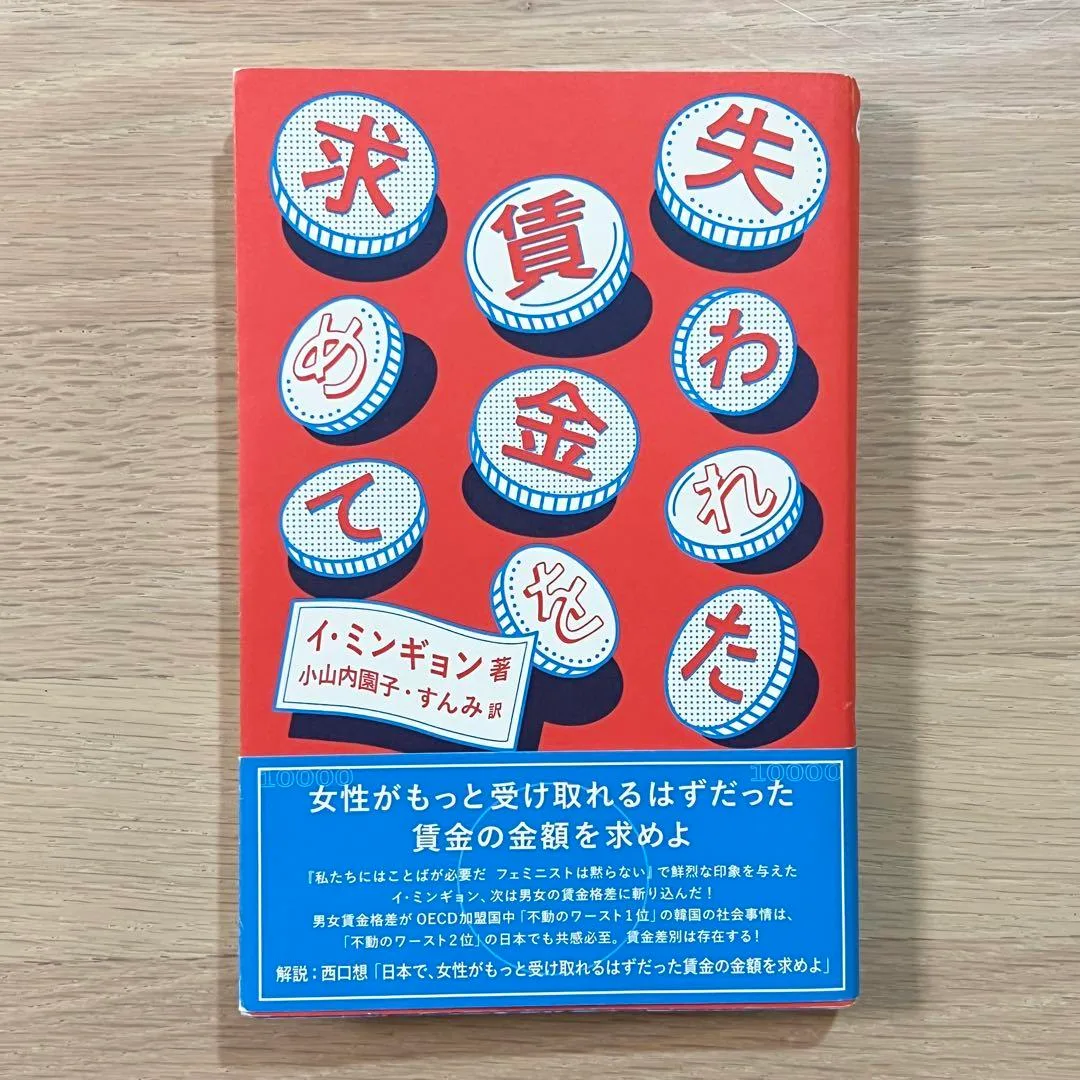 失われた
賃金を
求めて
イ・ミンギョン 著
小山内園子・すんみ 訳
10000 10000
女性がもっと受け取れるはずだった
賃金の金額を求めよ
『私たちにはことばが必要だ フェミニストは黙らない』で鮮烈な印象を与えた
イ・ミンギョン、次は男女の賃金格差に斬り込んだ!
男女賃金格差がOECD加盟国中「不動のワースト1位」の韓国の社会事情は、
「不動のワースト2位」の日本でも共感必至。賃金差別は存在する!
解説:西口想「日本で、女性がもっと受け取れるはずだった賃金の金額を求めよ」